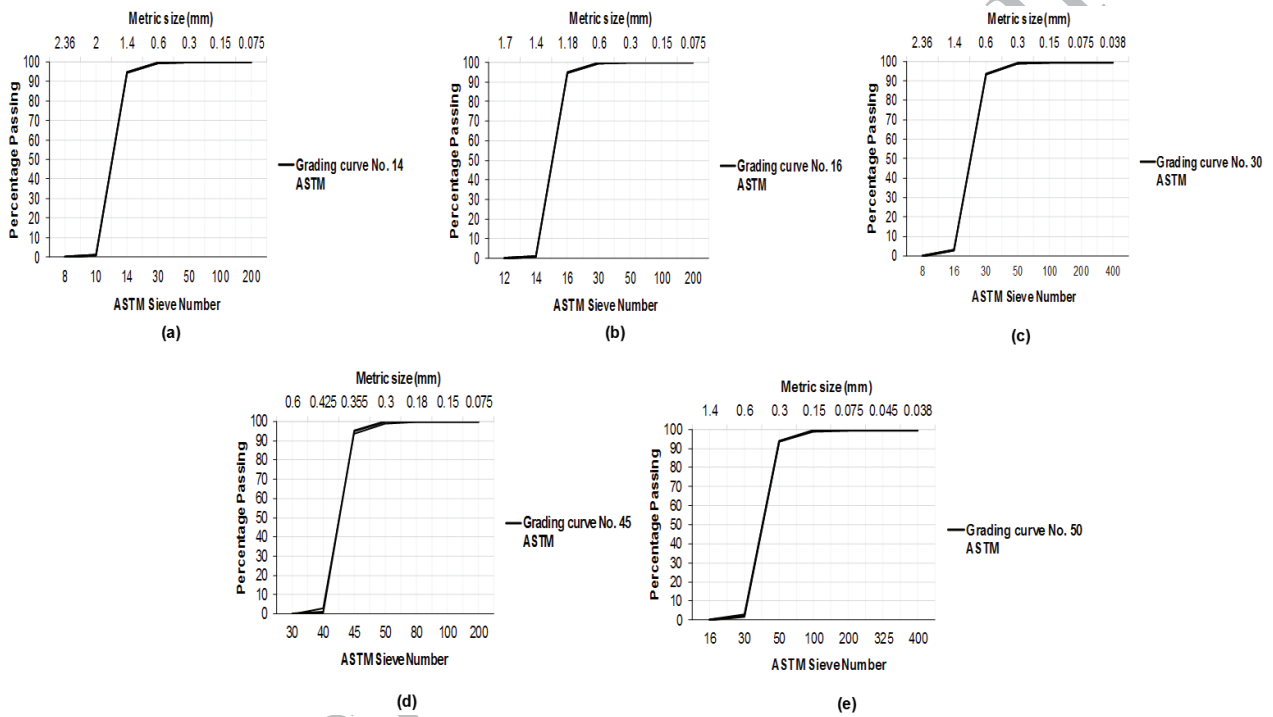 Metric size (mm)
2.36 2 1.4 0.6 0.3 0.15 0.075
100
90
80
70
60
50
40
30
20
10
0
Percentage Passing
8 10 14 30 50 100 200
ASTM Sieve Number
Grading curve No. 14
ASTM
(a)
Metric size (mm)
1.7 1.4 1.18 0.6 0.3 0.15 0.075
100
90
80
70
60
50
40
30
20
10
0
Percentage Passing
12 14 16 30 50 100 200
ASTM Sieve Number
Grading curve No. 16
ASTM
(b)
Metric size (mm)
2.36 1.4 0.6 0.3 0.15 0.075 0.038
100
90
80
70
60
50
40
30
20
10
0
Percentage Passing
8 16 30 50 100 200 400
ASTM Sieve Number
Grading curve No. 30
ASTM
(c)
Metric size (mm)
0.6 0.425 0.355 0.3 0.18 0.15 0.075
100
90
80
70
60
50
40
30
20
10
0
Percentage Passing
30 40 45 50 80 100 200
ASTM Sieve Number
Grading curve No. 45
ASTM
(d)
Metric size (mm)
1.4 0.6 0.3 0.15 0.075 0.045 0.038
100
90
80
70
60
50
40
30
20
10
0
Percentage Passing
16 30 50 100 200 325 400
ASTM Sieve Number
Grading curve No. 50
ASTM
(e)